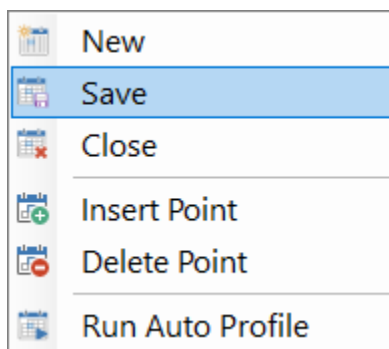 New
Save
Close
Insert Point
Delete Point
Run Auto Profile